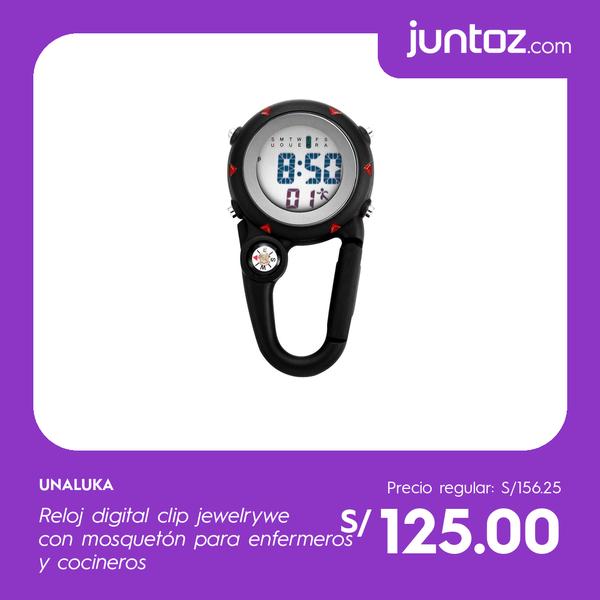 juntoz.com
S M T W F S
U O U E R A
P
8:50
01
E
S
W
UNALUKA
Reloj digital clip jewelrywe
con mosquetón para enfermeros
y cocineros
Precio regular: S/156.25
S/ 125.00